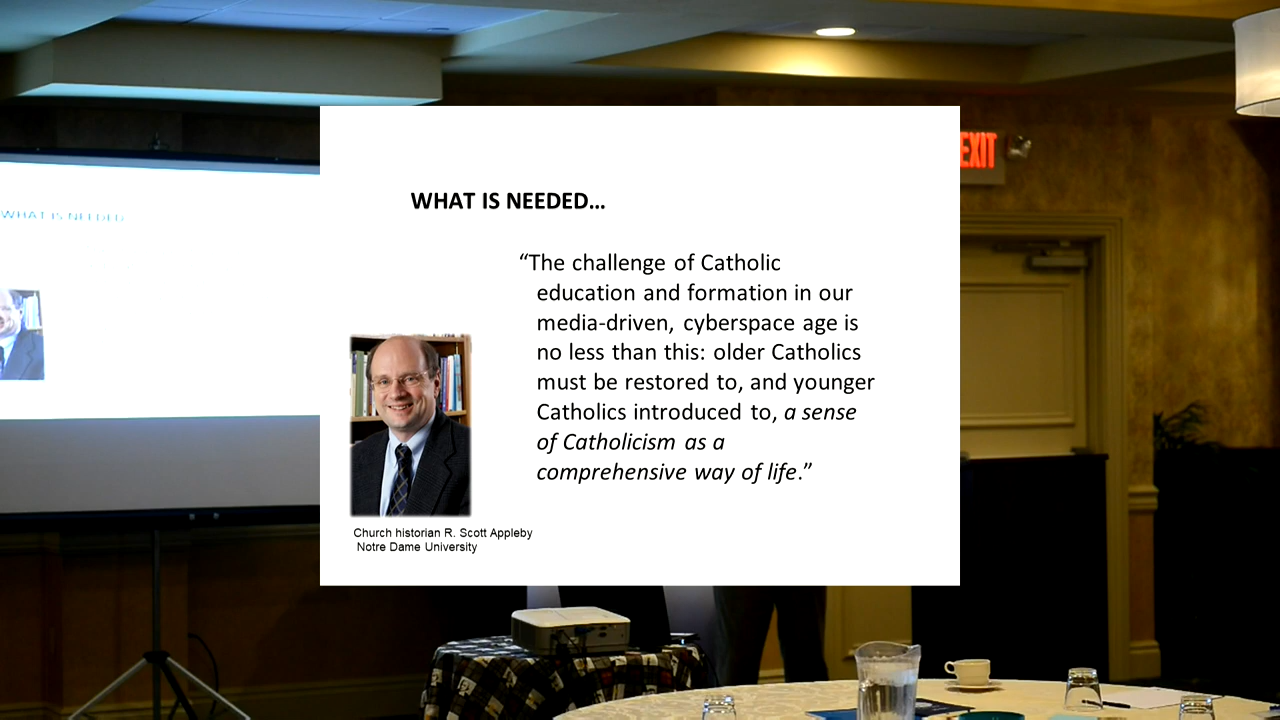 WHAT IS NEEDED…
“The challenge of Catholic
education and formation in our
media-driven, cyberspace age is
no less than this: older Catholics
must be restored to, and younger
Catholics introduced to, a sense
of Catholicism as a
comprehensive way of life.”
Church historian R. Scott Appleby
Notre Dame University
WHAT IS NEEDED
EXIT